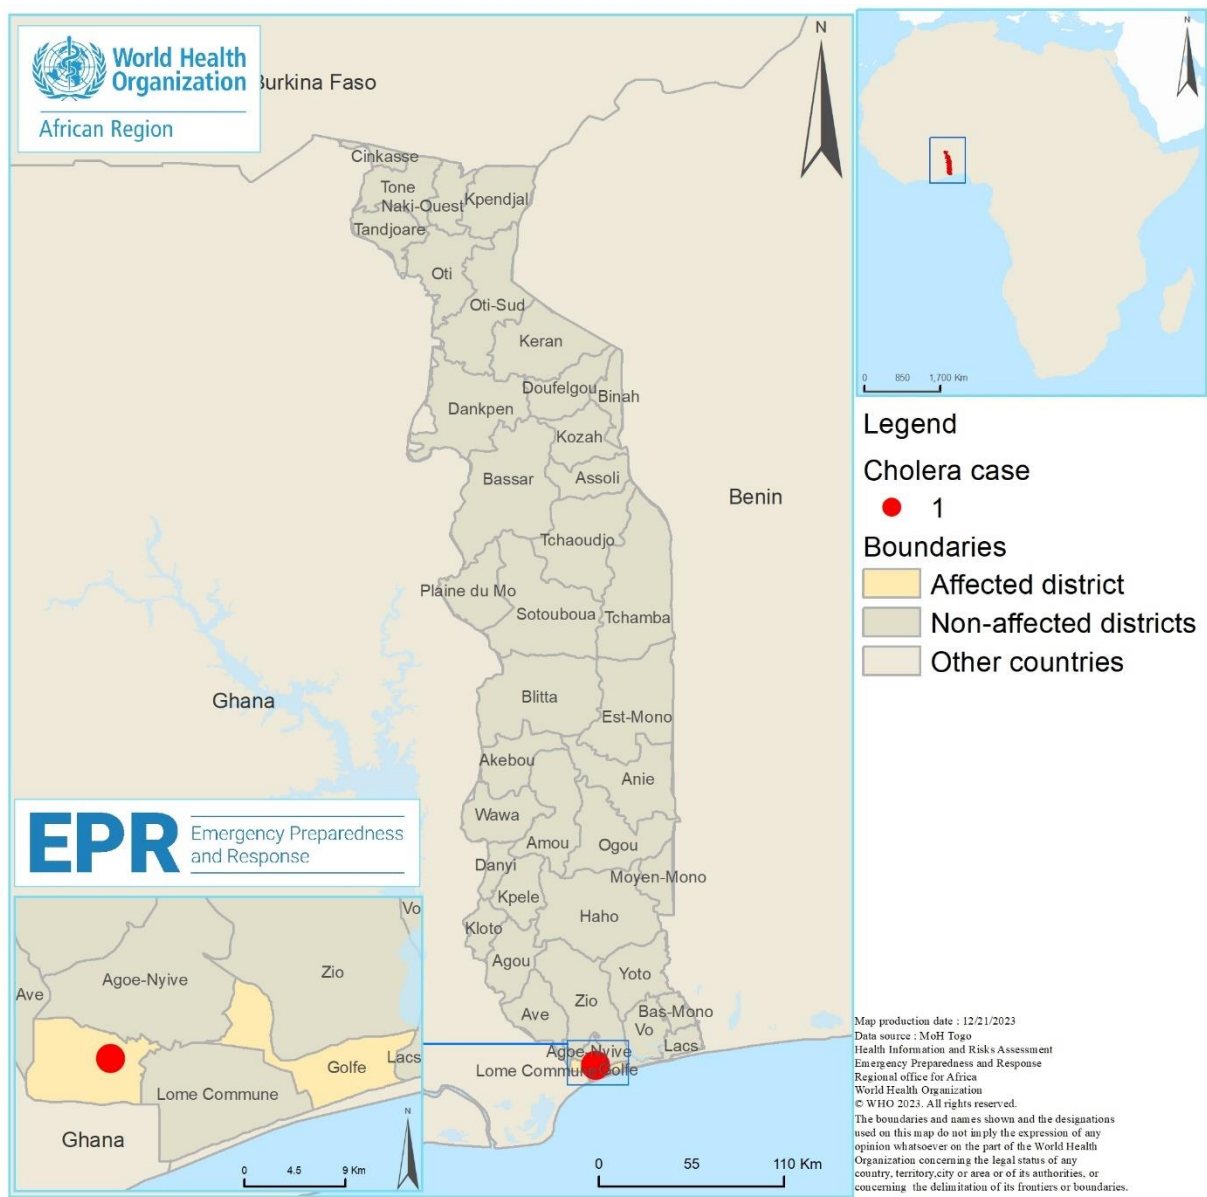 World Health
Organization
African Region
Burkina Faso
N
Cinkasse
Tone
Naki-Ouest
Kpendjal
Tandjoare
Oti
Oti-Sud
Keran
Doufelgou
Binah
Dankpen
Kozah
Bassar
Assoli
Benin
Tchaoudjo
Plaine du Mo
Sotouboua
Tchamba
Ghana
Blitta
Est-Mono
Akebou
Anie
Wawa
Amou
Ogou
Danyi
Moyen-Mono
Kpele
Haho
Kloto
Agou
Yoto
Ave
Zio
Bas-Mono
Vo
Lacs
Agoe-Nyive
Lome Commune
Golfe
0 55 110 Km
EPR
Emergency Preparedness
and Response
Vo
Zio
Agoe-Nyive
Ave
Golfe
Lacs
Lome Commune
Ghana
N
0 4.5 9 Km
N
0 850 1,700 Km
Legend
Cholera case
1
Boundaries
Affected district
Non-affected districts
Other countries
Map production date : 12/21/2023
Data source : MoH Togo
Health Information and Risks Assessment
Emergency Preparedness and Response
Regional office for Africa
World Health Organization
© WHO 2023. All rights reserved.
The boundaries and names shown and the designations
used on this map do not imply the expression of any
opinion whatsoever on the part of the World Health
Organization concerning the legal status of any
country, territory,city or area or of its authorities, or
concerning the delimitation of its frontiers or boundaries.